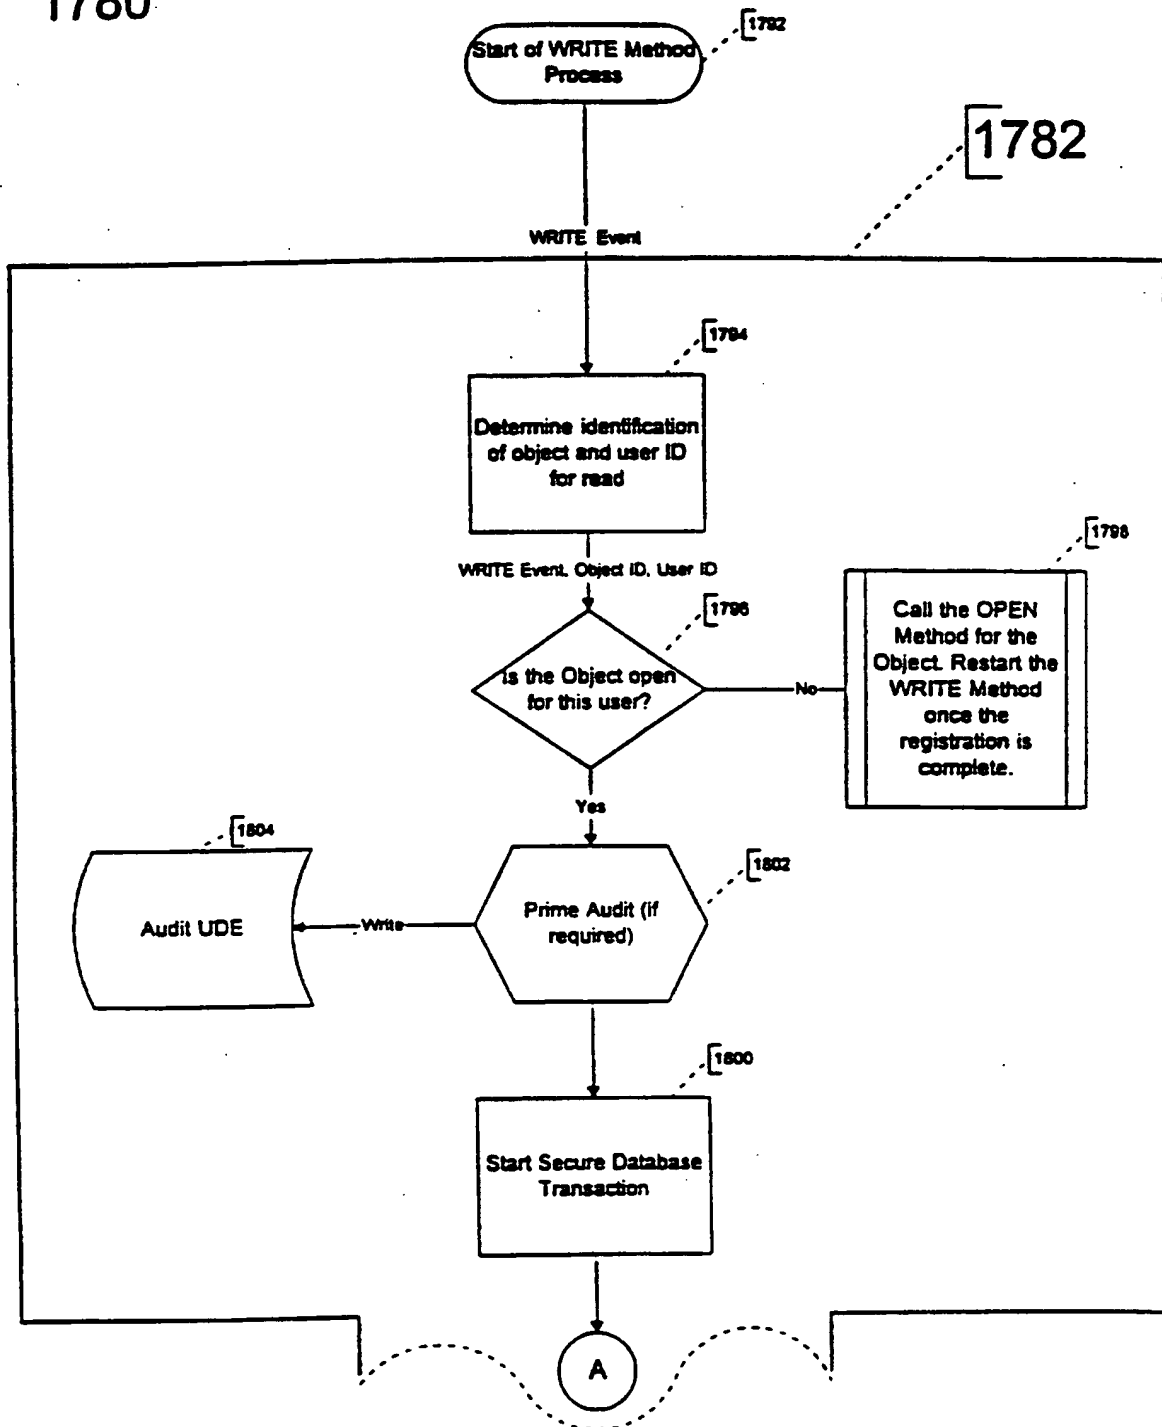 1780
1792
Start of WRITE Method
Process
1782
WRITE Event
1794
Determine identification
of object and user ID
for read
WRITE Event, Object ID, User ID
1798
1796
Is the Object open
for this user?
No
Call the OPEN
Method for the
Object. Restart the
WRITE Method
once the
registration is
complete.
Yes
1804
1802
Audit UDE
Write
Prime Audit (if
required)
1800
Start Secure Database
Transaction
A